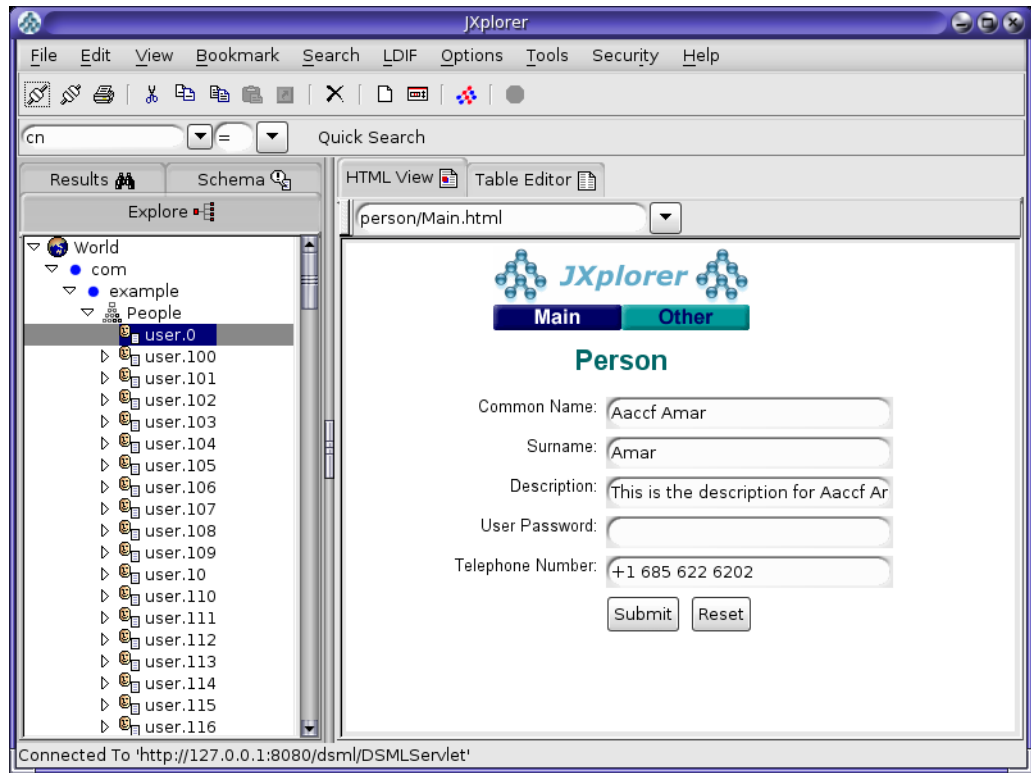 JXplorer
File Edit View Bookmark Search LDIF Options Tools Security Help
cn = Quick Search
Results Schema
Explore
HTML View Table Editor
person/Main.html
World
com
example
People
user.0
user.100
user.101
user.102
user.103
user.104
user.105
user.106
user.107
user.108
user.109
user.10
user.110
user.111
user.112
user.113
user.114
user.115
user.116
JXplorer
Main Other
Person
Common Name: Aaccf Amar
Surname: Amar
Description: This is the description for Aaccf Ar
User Password:
Telephone Number: +1 685 622 6202
Submit Reset
Connected To 'http://127.0.0.1:8080/dsml/DSMLServlet'